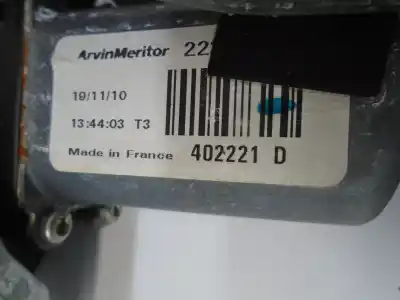 ArvinMeritor 22
19/11/10
13:44:03 T3
Made in France 402221 D